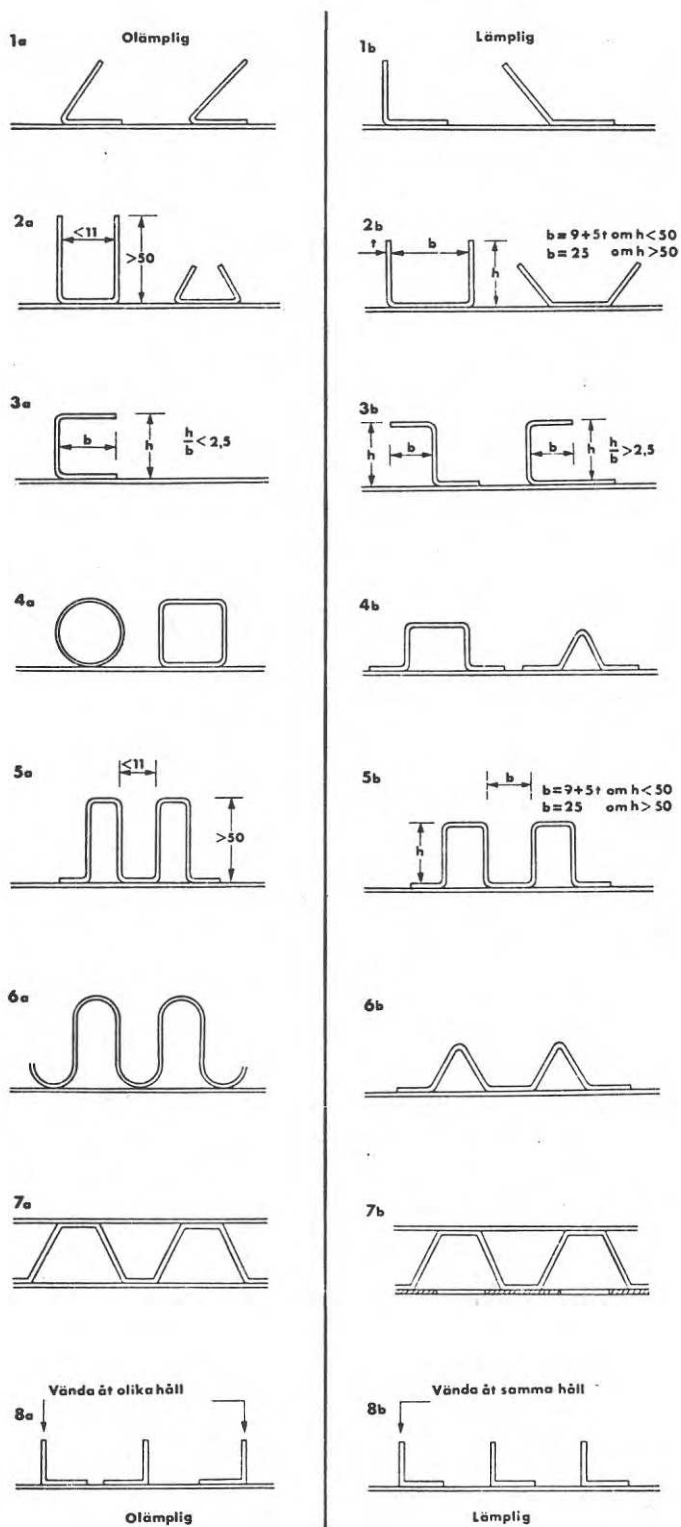 Olämplig
Lämplig
1a
1b
2a
<11
>50
2b
t
b
h
b=9+5t om h<50
b=25 om h>50
3a
b
h
h/b < 2,5
3b
h
b
b
h
h/b > 2,5
4a
4b
5a
<11
>50
5b
b
h
b=9+5t om h<50
b=25 om h>50
6a
6b
7a
7b
Vända åt olika håll
8a
Vända åt samma håll
8b
Olämplig
Lämplig